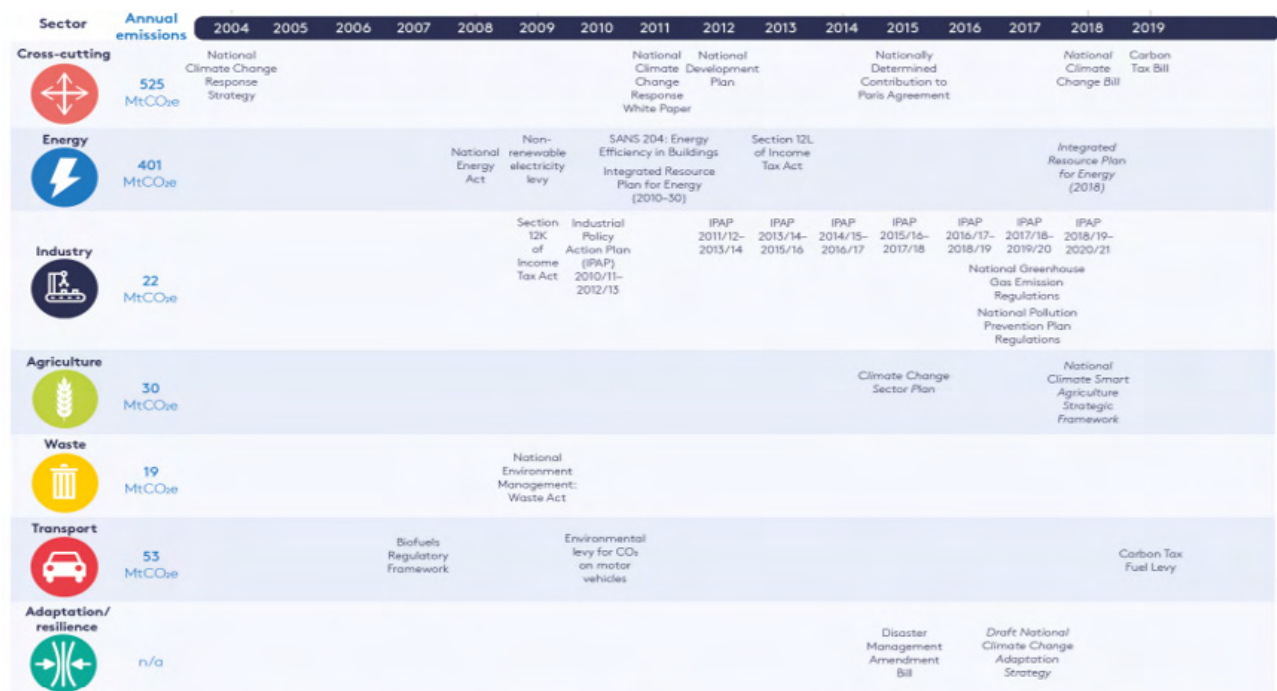 Sector Annual emissions 2004 2005 2006 2007 2008 2009 2010 2011 2012 2013 2014 2015 2016 2017 2018 2019
Cross-cutting
525
MtCO₂e
National
Climate Change
Response
Strategy
National
Climate
Change
Response
White Paper
National
Development
Plan
Nationally
Determined
Contribution to
Paris Agreement
National
Climate
Change Bill
Carbon
Tax Bill
Energy
401
MtCO₂e
National
Energy
Act
Non-
renewable
electricity
levy
SANS 204: Energy
Efficiency in Buildings
Integrated Resource
Plan for Energy
(2010–30)
Section 12L
of Income
Tax Act
Integrated
Resource Plan
for Energy
(2018)
Industry
22
MtCO₂e
Section
12K
of
Income
Tax Act
Industrial
Policy
Action Plan
(IPAP)
2010/11–
2012/13
IPAP
2011/12–
2013/14
IPAP
2013/14–
2015/16
IPAP
2014/15–
2016/17
IPAP
2015/16–
2017/18
IPAP
2016/17–
2018/19
IPAP
2017/18–
2019/20
IPAP
2018/19–
2020/21
National Greenhouse
Gas Emission
Regulations
National Pollution
Prevention Plan
Regulations
Agriculture
30
MtCO₂e
Climate Change
Sector Plan
National
Climate Smart
Agriculture
Strategic
Framework
Waste
19
MtCO₂e
National
Environment
Management:
Waste Act
Transport
53
MtCO₂e
Biofuels
Regulatory
Framework
Environmental
levy for CO₂
on motor
vehicles
Carbon Tax
Fuel Levy
Adaptation/
resilience
n/a
Disaster
Management
Amendment
Bill
Draft National
Climate Change
Adaptation
Strategy